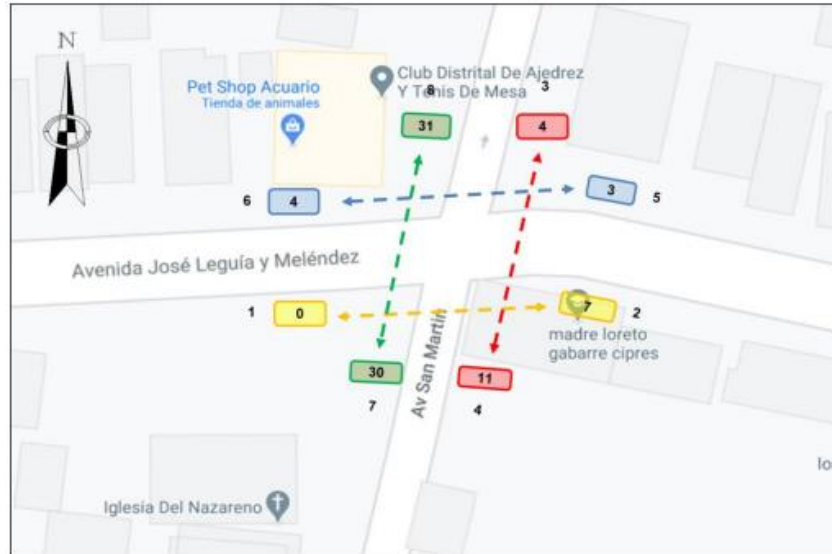 N
Pet Shop Acuario
Tienda de animales
Club Distrital De Ajedrez
Y Tenis De Mesa
8
3
31
4
6
4
3
5
Avenida José Leguía y Meléndez
1
0
7
2
madre loreto
gabarre cipres
30
11
7
4
Av San Martín
Iglesia Del Nazareno
lo